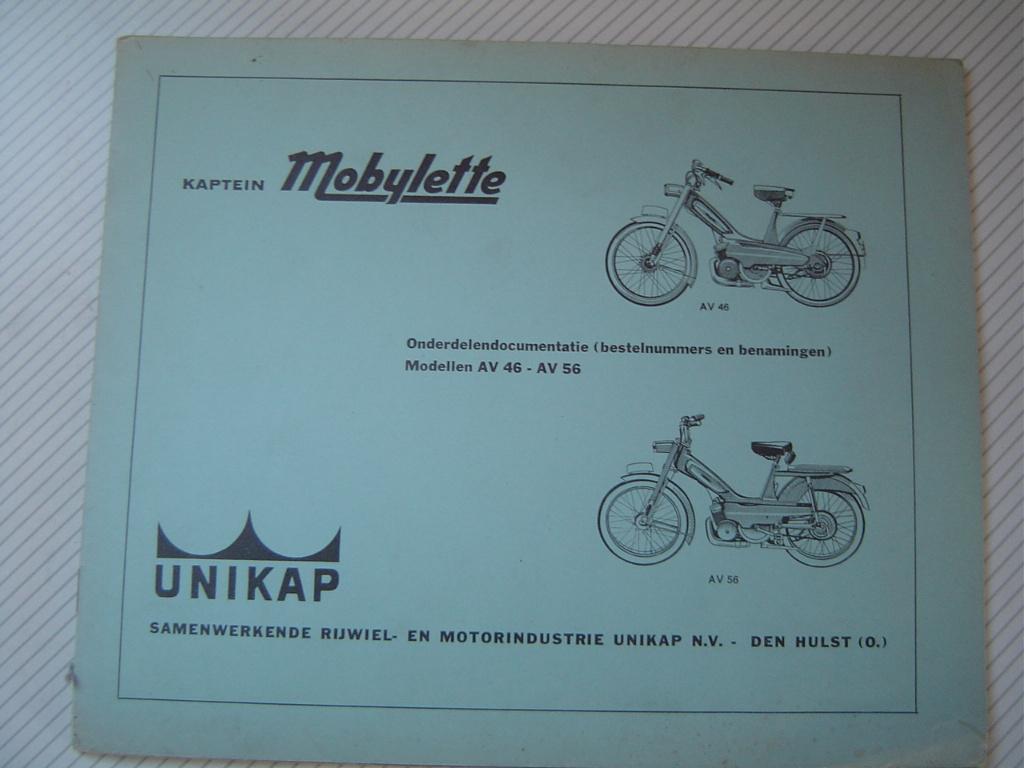 KAPTEIN Mobylette
AV 46
Onderdelendocumentatie (bestelnummers en benamingen)
Modellen AV 46 - AV 56
AV 56
UNIKAP
SAMENWERKENDE RIJWIEL- EN MOTORINDUSTRIE UNIKAP N.V. - DEN HULST (O.)